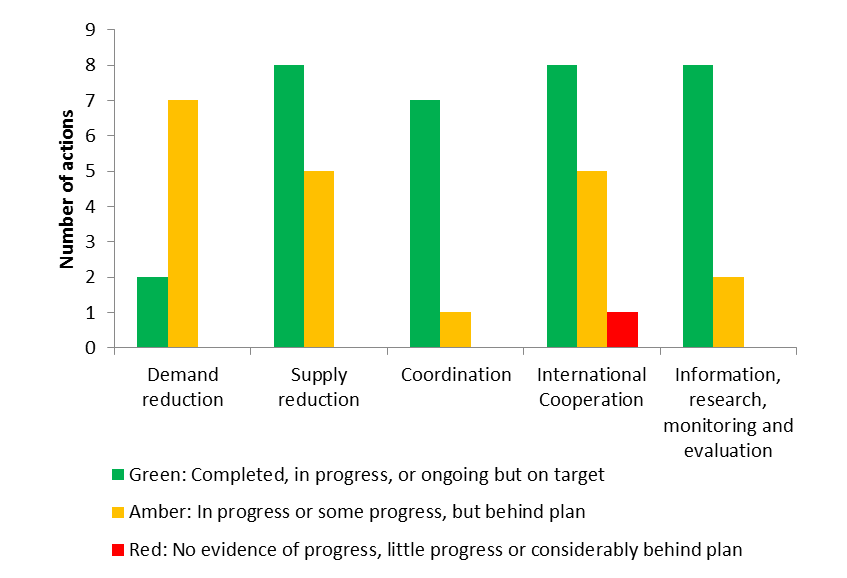 9
8
7
6
5
4
3
2
1
0
Number of actions
Demand
reduction
Supply
reduction
Coordination
International
Cooperation
Information,
research,
monitoring and
evaluation
Green: Completed, in progress, or ongoing but on target
Amber: In progress or some progress, but behind plan
Red: No evidence of progress, little progress or considerably behind plan